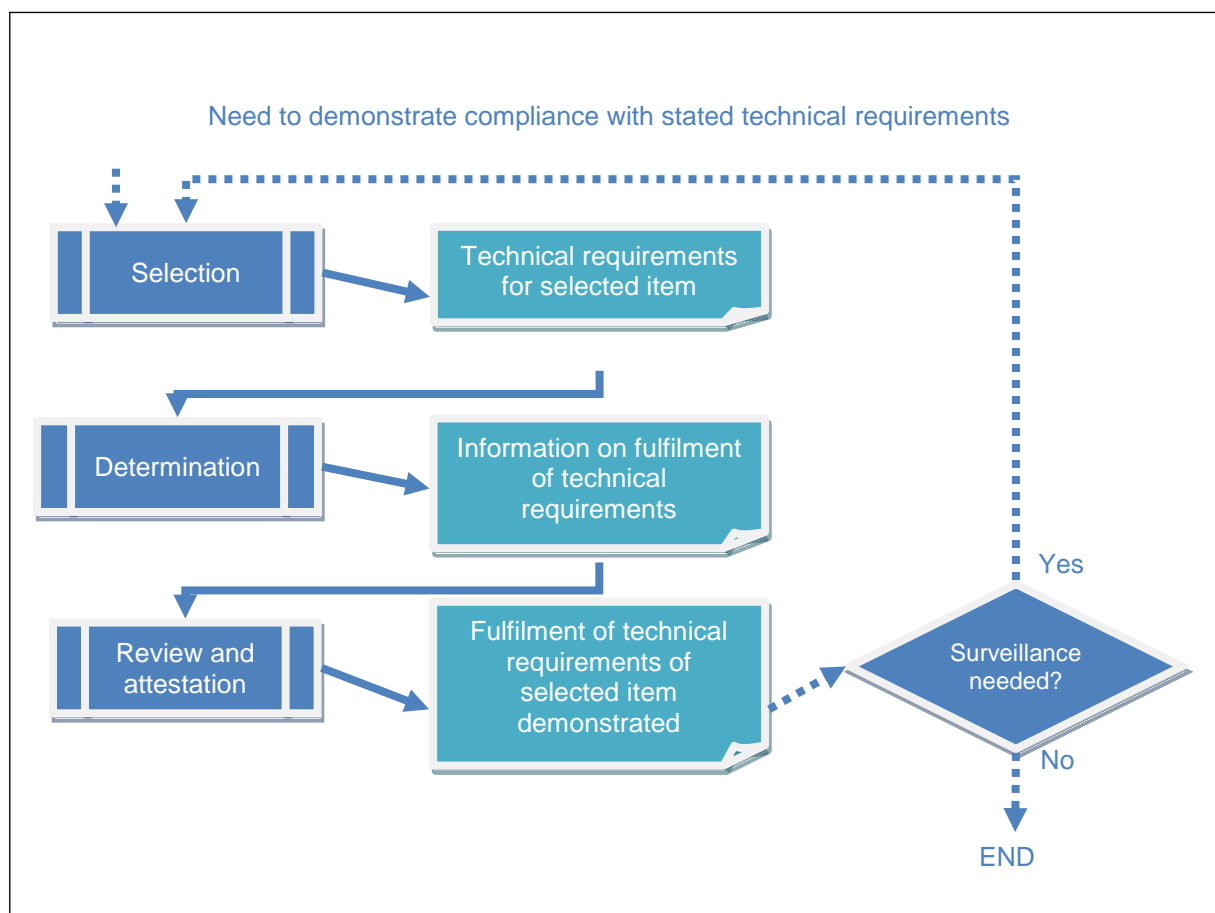 Need to demonstrate compliance with stated technical requirements
Selection
Technical requirements
for selected item
Determination
Information on fulfilment
of technical
requirements
Yes
Review and
attestation
Fulfilment of technical
requirements of
selected item
demonstrated
Surveillance
needed?
No
END